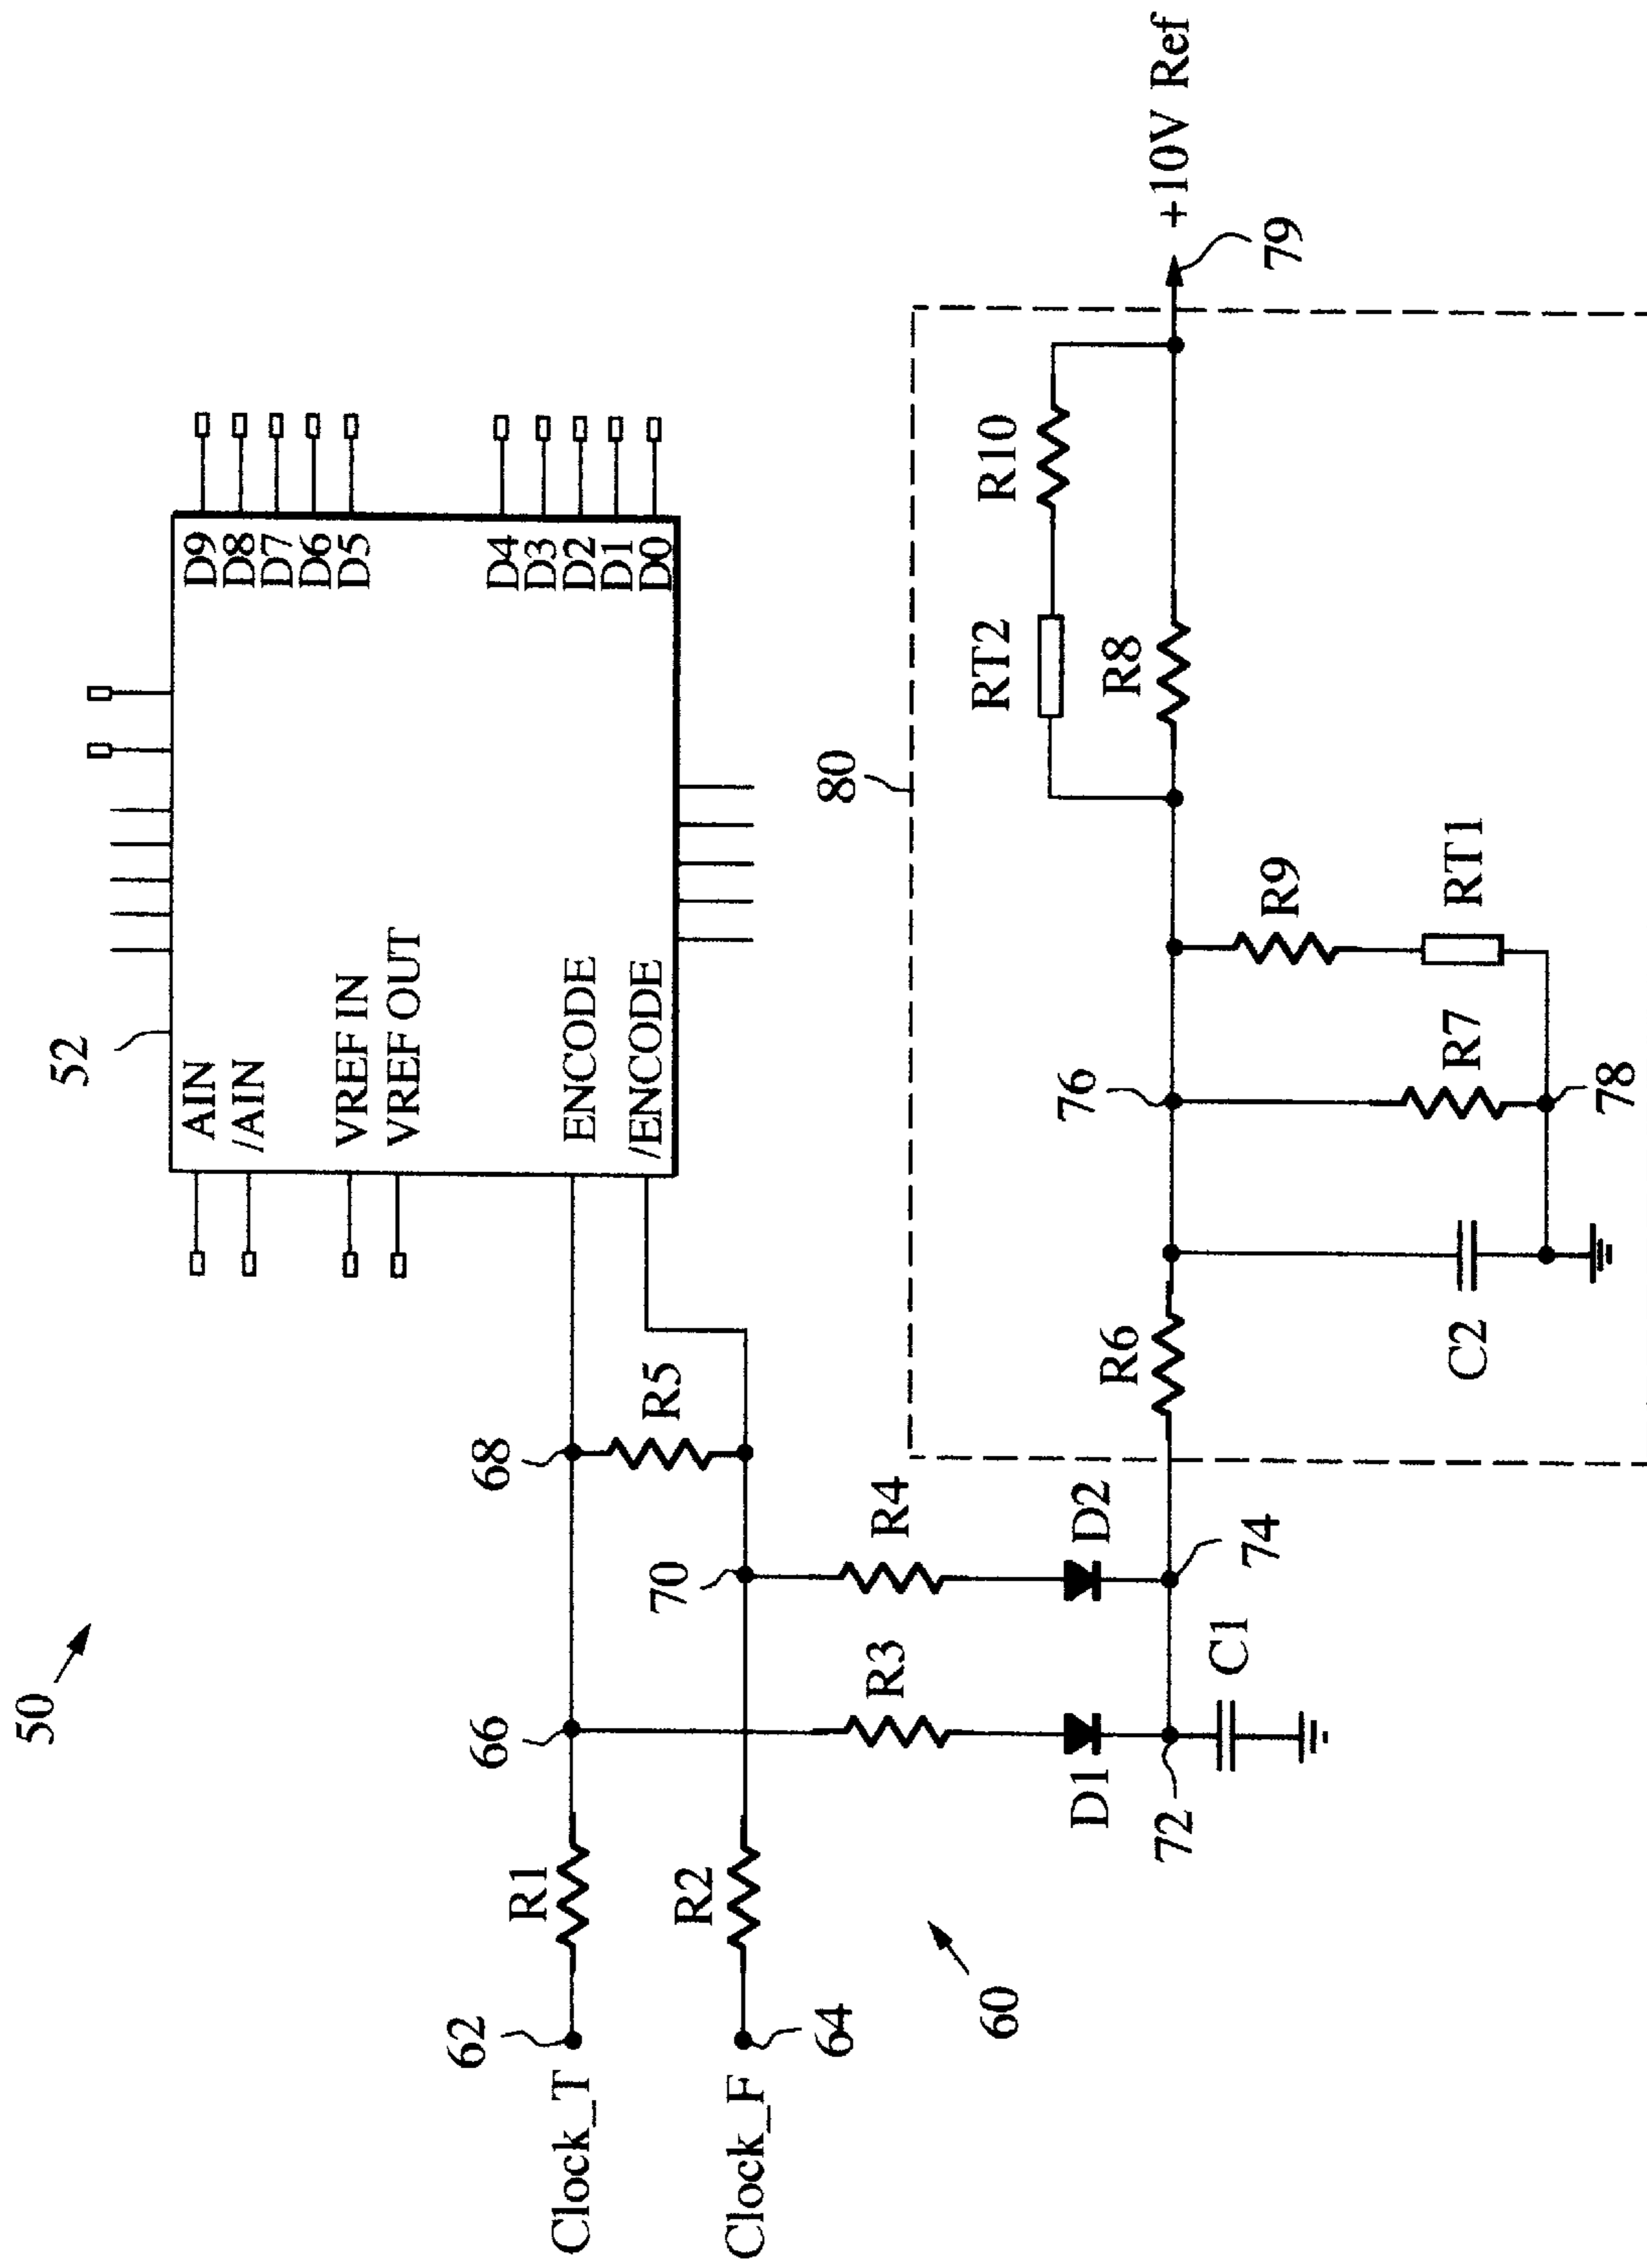 50
52
AIN
/AIN
VREF IN
VREF OUT
ENCODE
/ENCODE
D9
D8
D7
D6
D5
D4
D3
D2
D1
D0
Clock_T
62
R1
66
68
R5
Clock_F
64
R2
70
60
R3
R4
D1
D2
72
C1
74
80
R6
76
C2
R7
78
R9
RT1
RT2
R10
R8
79
+10V Ref